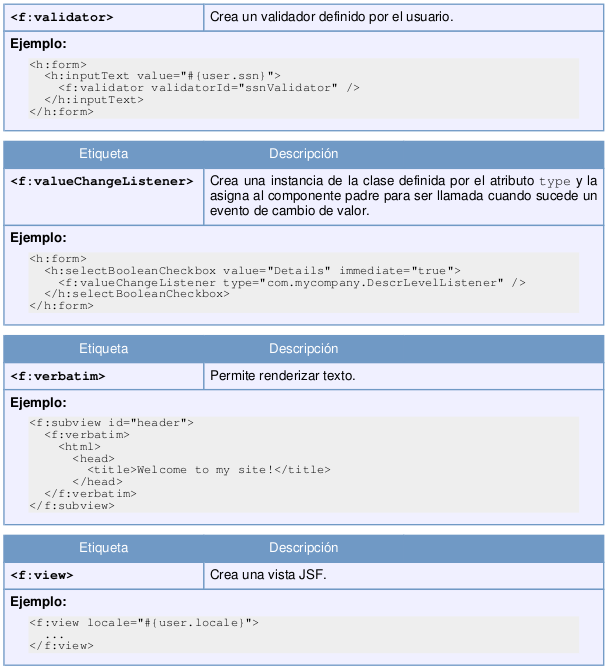 <f:validator> Crea un validador definido por el usuario.
Ejemplo:
<h:form>
  <h:inputText value="#{user.ssn}">
    <f:validator validatorId="ssnValidator" />
  </h:inputText>
</h:form>
Etiqueta Descripción
<f:valueChangeListener> Crea una instancia de la clase definida por el atributo type y la
asigna al componente padre para ser llamada cuando sucede un
evento de cambio de valor.
Ejemplo:
<h:form>
  <h:selectBooleanCheckbox value="Details" immediate="true">
    <f:valueChangeListener type="com.mycompany.DescrLevelListener" />
  </h:selectBooleanCheckbox>
</h:form>
Etiqueta Descripción
<f:verbatim> Permite renderizar texto.
Ejemplo:
<f:subview id="header">
  <f:verbatim>
    <html>
      <head>
        <title>Welcome to my site!</title>
      </head>
  </f:verbatim>
</f:subview>
Etiqueta Descripción
<f:view> Crea una vista JSF.
Ejemplo:
<f:view locale="#{user.locale}">
  ...
</f:view>